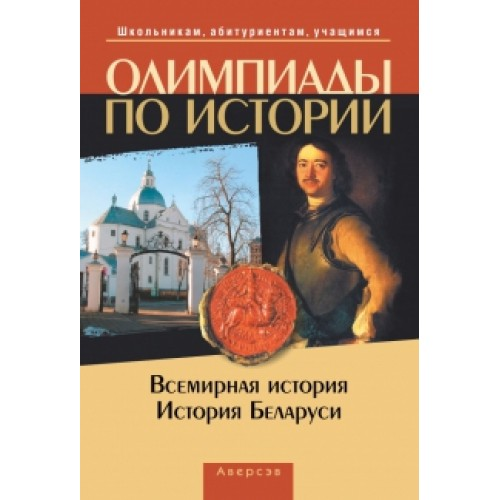 Школьникам, абитуриентам, учащимся
ОЛИМПИАДЫ
ПО ИСТОРИИ
Всемирная история
История Беларуси
Аверсэв